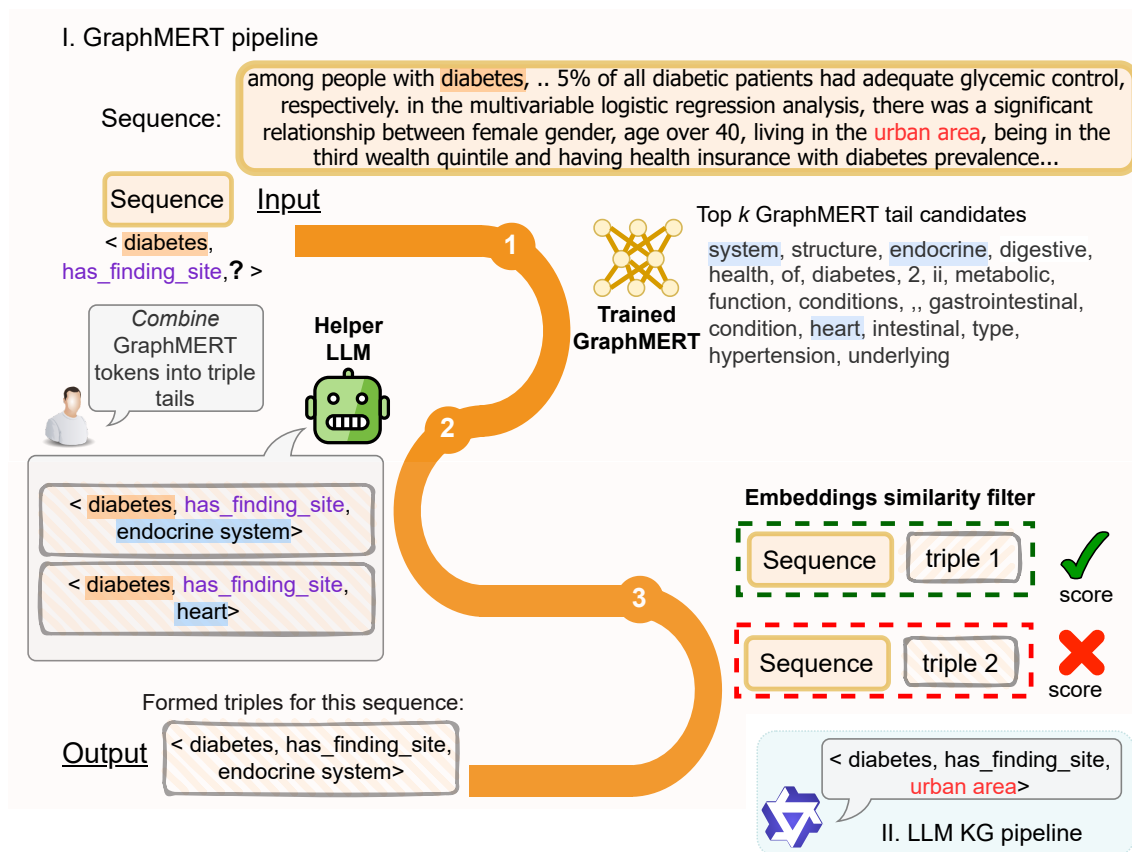 I. GraphMERT pipeline
Sequence:
among people with diabetes, .. 5% of all diabetic patients had adequate glycemic control,
respectively. in the multivariable logistic regression analysis, there was a significant
relationship between female gender, age over 40, living in the urban area, being in the
third wealth quintile and having health insurance with diabetes prevalence...
Sequence
Input
< diabetes,
has_finding_site,? >
1
Trained
GraphMERT
Top k GraphMERT tail candidates
system, structure, endocrine, digestive,
health, of, diabetes, 2, ii, metabolic,
function, conditions, ,, gastrointestinal,
condition, heart, intestinal, type,
hypertension, underlying
Combine
GraphMERT
tokens into triple
tails
Helper
LLM
2
< diabetes, has_finding_site,
endocrine system>
< diabetes, has_finding_site,
heart>
3
Embeddings similarity filter
Sequence
triple 1
score
Sequence
triple 2
score
Formed triples for this sequence:
Output
< diabetes, has_finding_site,
endocrine system>
< diabetes, has_finding_site,
urban area>
II. LLM KG pipeline